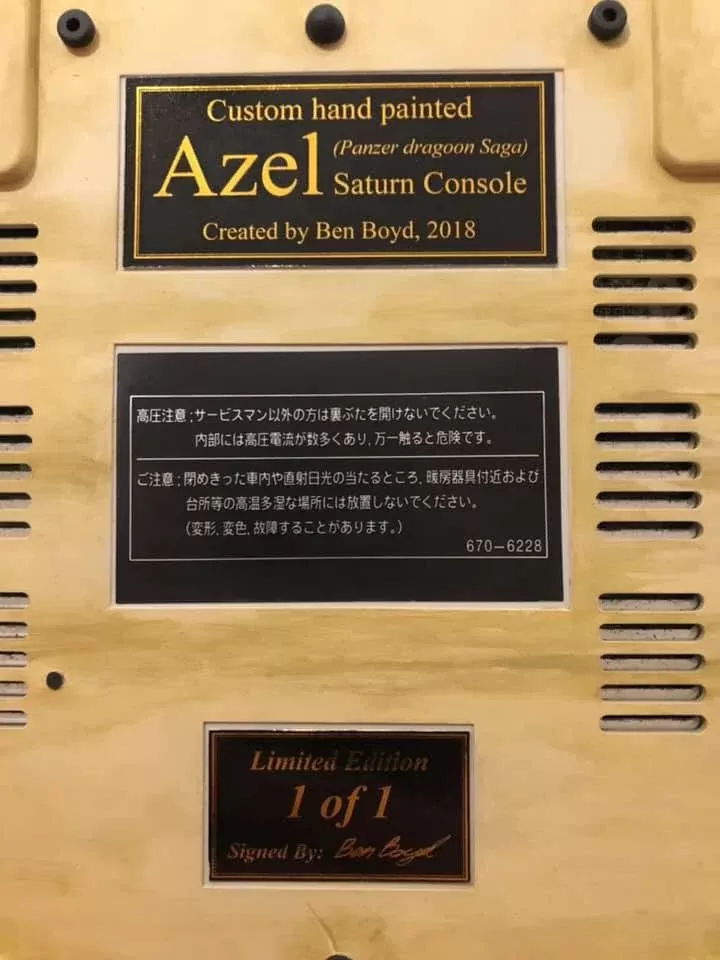 Custom hand painted
Azel (Panzer dragoon Saga)
Saturn Console
Created by Ben Boyd, 2018
高圧注意:サービスマン以外の方は裏ぶたを開けないでください。
内部には高圧電流が数多くあり,万一触ると危険です。
ご注意:閉めきった車内や直射日光の当たるところ,暖房器具付近および
台所等の高温多湿な場所には放置しないでください。
(変形,変色,故障することがあります。)
670-6228
Limited Edition
1 of 1
Signed By: Ben Boyd